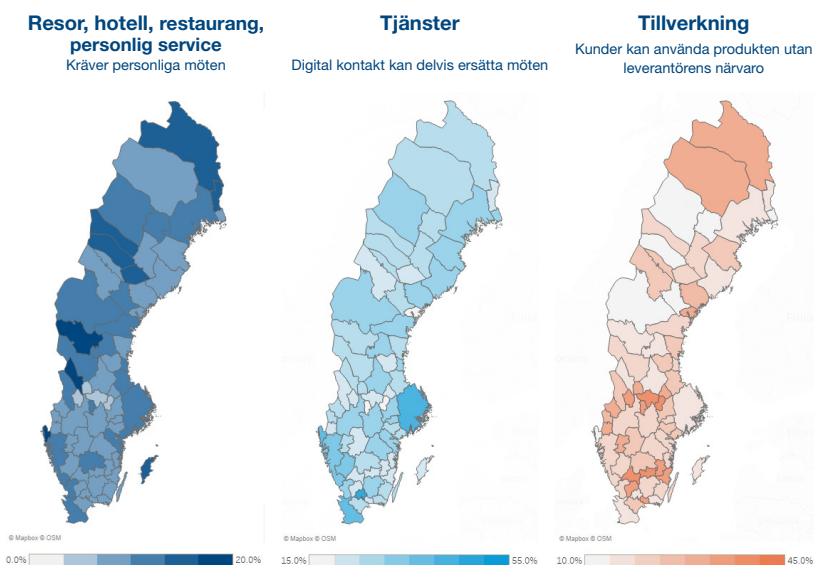 Resor, hotell, restaurang,
personlig service
Kräver personliga möten
Tjänster
Digital kontakt kan delvis ersätta möten
Tillverkning
Kunder kan använda produkten utan
leverantörens närvaro
© Mapbox © OSM
© Mapbox © OSM
© Mapbox © OSM
0.0%
20.0%
15.0%
55.0%
10.0%
45.0%